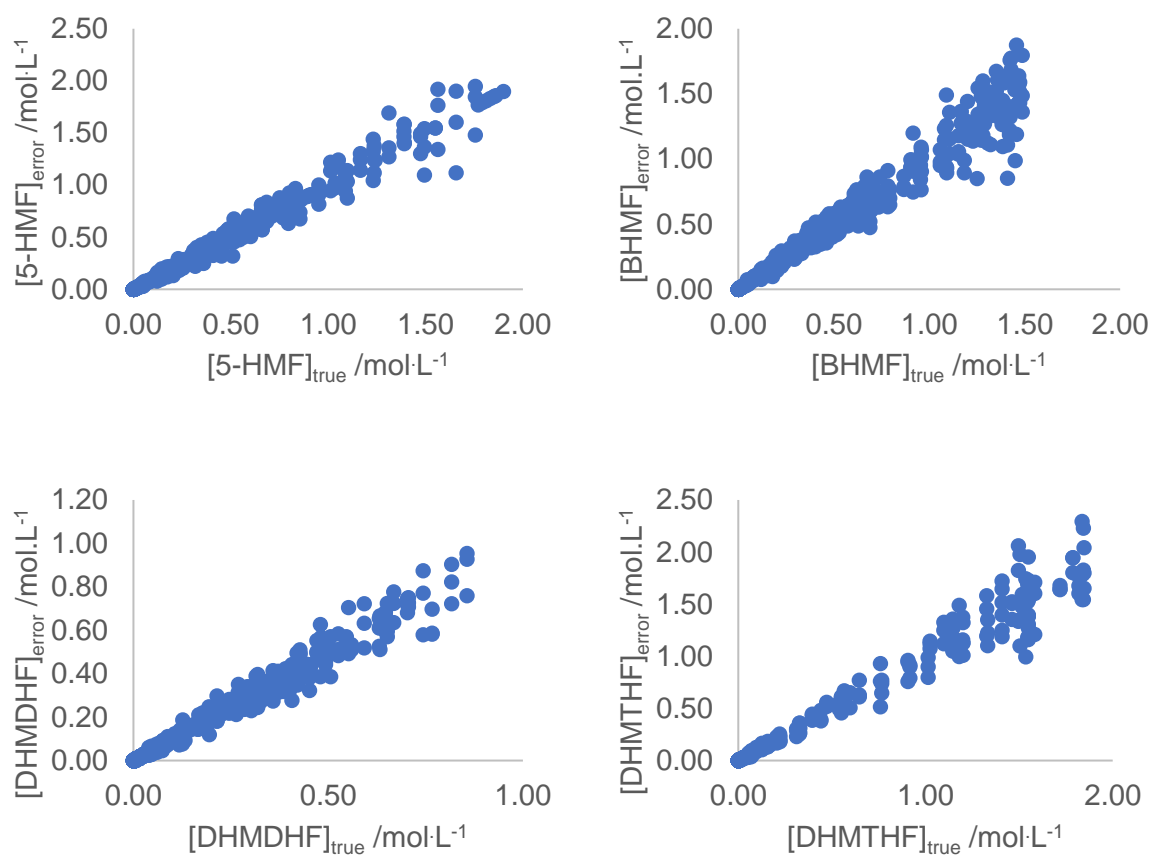 2.50
2.00
1.50
1.00
0.50
0.00
[5-HMF]error /mol·L-1
0.00 0.50 1.00 1.50 2.00
[5-HMF]true /mol·L-1
2.00
1.50
1.00
0.50
0.00
[BHMF]error /mol.L-1
0.00 0.50 1.00 1.50 2.00
[BHMF]true /mol·L-1
1.20
1.00
0.80
0.60
0.40
0.20
0.00
[DHMDHF]error /mol.L-1
0.00 0.50 1.00
[DHMDHF]true /mol·L-1
2.50
2.00
1.50
1.00
0.50
0.00
[DHMTHF]error /mol.L-1
0.00 1.00 2.00
[DHMTHF]true /mol·L-1